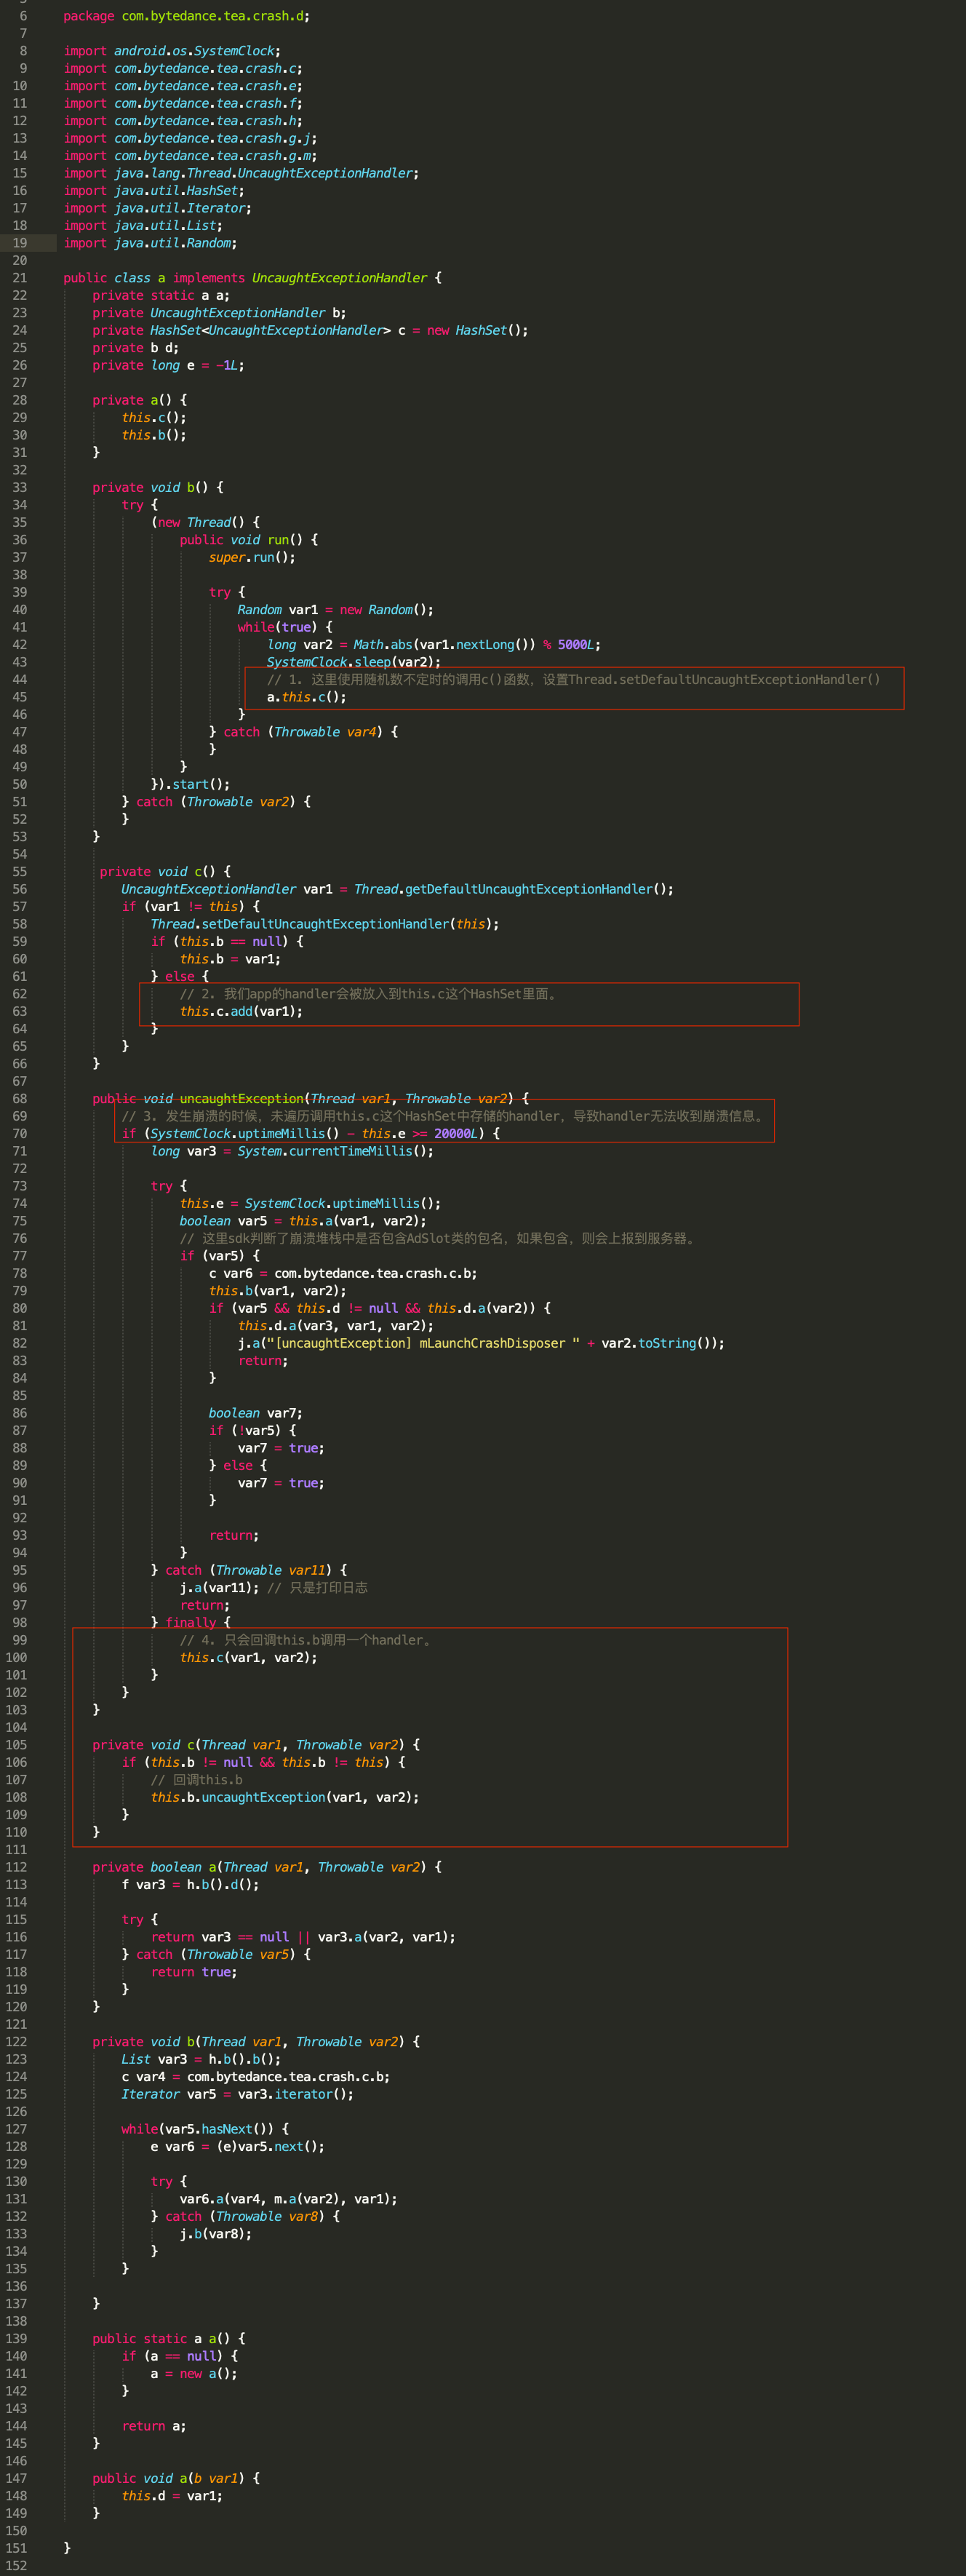 6 package com.bytedance.tea.crash.d;
7
8 import android.os.SystemClock;
9 import com.bytedance.tea.crash.c;
10 import com.bytedance.tea.crash.e;
11 import com.bytedance.tea.crash.f;
12 import com.bytedance.tea.crash.h;
13 import com.bytedance.tea.crash.g.j;
14 import com.bytedance.tea.crash.g.m;
15 import java.lang.Thread.UncaughtExceptionHandler;
16 import java.util.HashSet;
17 import java.util.Iterator;
18 import java.util.List;
19 import java.util.Random;
20
21 public class a implements UncaughtExceptionHandler {
22 private static a a;
23 private UncaughtExceptionHandler b;
24 private HashSet<UncaughtExceptionHandler> c = new HashSet();
25 private b d;
26 private long e = -1L;
27
28 private a() {
29 this.c();
30 this.b();
31 }
32
33 private void b() {
34 try {
35 (new Thread() {
36 public void run() {
37 super.run();
38
39 try {
40 Random var1 = new Random();
41 while(true) {
42 long var2 = Math.abs(var1.nextLong()) % 5000L;
43 SystemClock.sleep(var2);
44 // 1. 这里使用随机数不定时的调用c()函数，设置Thread.setDefaultUncaughtExceptionHandler()
45 a.this.c();
46 }
47 } catch (Throwable var4) {
48 }
49 }
50 }).start();
51 } catch (Throwable var2) {
52 }
53 }
54
55 private void c() {
56 UncaughtExceptionHandler var1 = Thread.getDefaultUncaughtExceptionHandler();
57 if (var1 != this) {
58 Thread.setDefaultUncaughtExceptionHandler(this);
59 if (this.b == null) {
60 this.b = var1;
61 } else {
62 // 2. 我们app的handler会被放入到this.c这个HashSet里面。
63 this.c.add(var1);
64 }
65 }
66 }
67
68 public void uncaughtException(Thread var1, Throwable var2) {
69 // 3. 发生崩溃的时候，未遍历调用this.c这个HashSet中存储的handler，导致handler无法收到崩溃信息。
70 if (SystemClock.uptimeMillis() - this.e >= 20000L) {
71 long var3 = System.currentTimeMillis();
72
73 try {
74 this.e = SystemClock.uptimeMillis();
75 boolean var5 = this.a(var1, var2);
76 // 这里sdk判断了崩溃堆栈中是否包含AdSlot类的包名，如果包含，则会上报到服务器。
77 if (var5) {
78 c var6 = com.bytedance.tea.crash.c.b;
79 this.b(var1, var2);
80 if (var5 && this.d != null && this.d.a(var2)) {
81 this.d.a(var3, var1, var2);
82 j.a("[uncaughtException] mLaunchCrashDisposer " + var2.toString());
83 return;
84 }
85
86 boolean var7;
87 if (!var5) {
88 var7 = true;
89 } else {
90 var7 = true;
91 }
92
93 return;
94 }
95 } catch (Throwable var11) {
96 j.a(var11); // 只是打印日志
97 return;
98 } finally {
99 // 4. 只会回调this.b调用一个handler。
100 this.c(var1, var2);
101 }
102 }
103 }
104
105 private void c(Thread var1, Throwable var2) {
106 if (this.b != null && this.b != this) {
107 // 回调this.b
108 this.b.uncaughtException(var1, var2);
109 }
110 }
111
112 private boolean a(Thread var1, Throwable var2) {
113 f var3 = h.b().d();
114
115 try {
116 return var3 == null || var3.a(var2, var1);
117 } catch (Throwable var5) {
118 return true;
119 }
120 }
121
122 private void b(Thread var1, Throwable var2) {
123 List var3 = h.b().b();
124 c var4 = com.bytedance.tea.crash.c.b;
125 Iterator var5 = var3.iterator();
126
127 while(var5.hasNext()) {
128 e var6 = (e)var5.next();
129
130 try {
131 var6.a(var4, m.a(var2), var1);
132 } catch (Throwable var8) {
133 j.b(var8);
134 }
135 }
136
137 }
138
139 public static a a() {
140 if (a == null) {
141 a = new a();
142 }
143
144 return a;
145 }
146
147 public void a(b var1) {
148 this.d = var1;
149 }
150
151 }
152